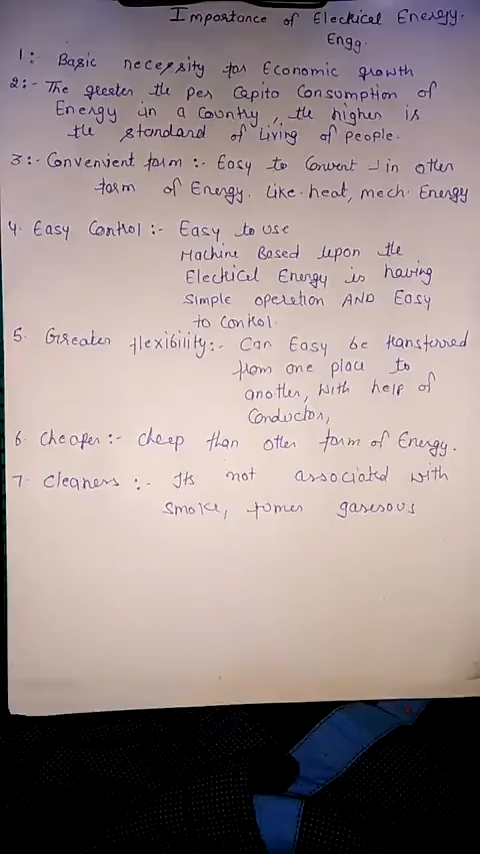 Importance of Electrical Energy.
Engg.
1:- Basic necessity for Economic growth
2:- The greater the per Capito Consumption of
Energy in a Country, the higher is
the standard of Living of people.
3:- Convenient form :- Easy to Convert in other
form of Energy. Like heat, mech. Energy
4. Easy Control :- Easy to use
Machine Based upon the
Electrical Energy is having
Simple operation AND Easy
to control.
5. Greater flexibility:- Can Easy be transferred
from one place to
another, with help of
Conductor,
6. Cheaper :- Cheep than other form of Energy.
7. Cleaness :- Its not associated with
Smoke, fumes gasesous